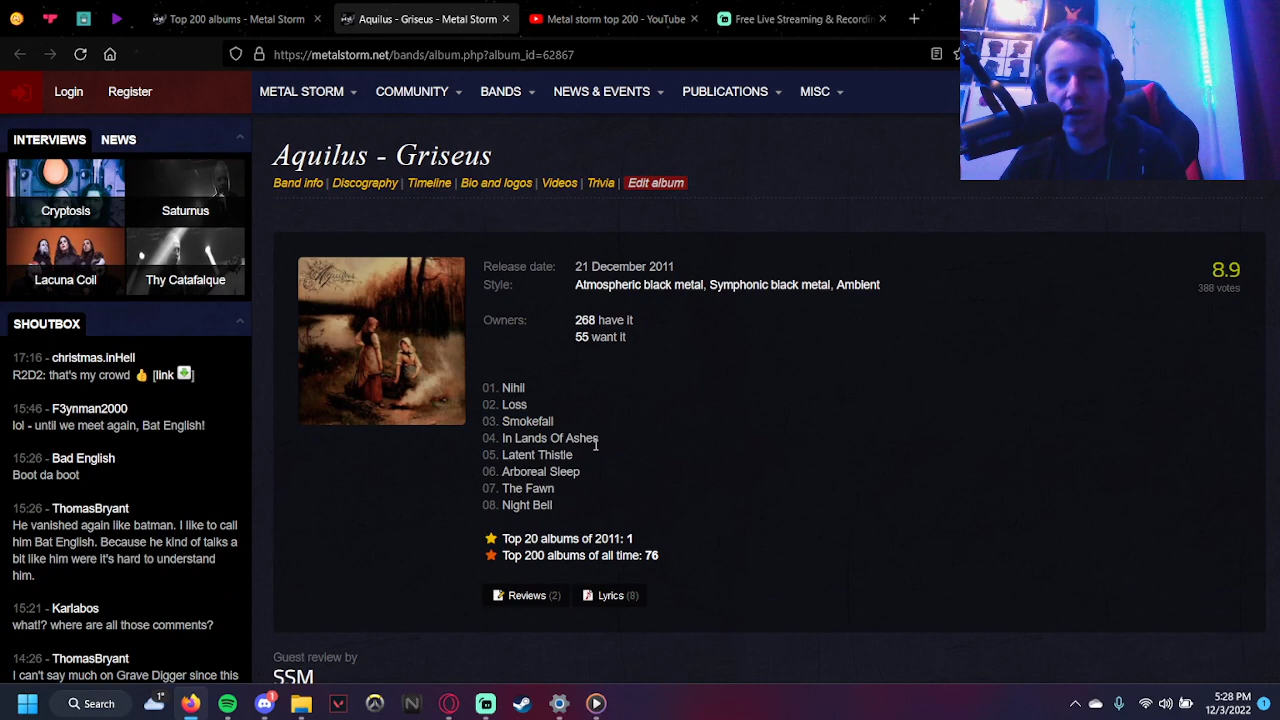 Top 200 albums - Metal Storm
Aquilus - Griseus - Metal Storm
Metal storm top 200 - YouTube
Free Live Streaming & Recordin
https://metalstorm.net/bands/album.php?album_id=62867
Login
Register
METAL STORM
COMMUNITY
BANDS
NEWS & EVENTS
PUBLICATIONS
MISC
INTERVIEWS
NEWS
Cryptosis
Saturnus
Lacuna Coil
Thy Catafalque
SHOUTBOX
17:16 - christmas.inHell
R2D2: that's my crowd 👍 [link ]
15:46 - F3ynman2000
lol - until we meet again, Bat English!
15:26 - Bad English
Boot da boot
15:26 - ThomasBryant
He vanished again like batman. I like to call
him Bat English. Because he kind of talks a
bit like him were it's hard to understand
him.
15:21 - Karlabos
what!? where are all those comments?
14:26 - ThomasBryant
I can't say much on Grave Digger since this
Aquilus - Griseus
Band info | Discography | Timeline | Bio and logos | Videos | Trivia | Edit album
Aquilus
Release date: 21 December 2011
Style: Atmospheric black metal, Symphonic black metal, Ambient
Owners: 268 have it
55 want it
8.9
388 votes
01. Nihil
02. Loss
03. Smokefall
04. In Lands Of Ashes
05. Latent Thistle
06. Arboreal Sleep
07. The Fawn
08. Night Bell
Top 20 albums of 2011: 1
Top 200 albums of all time: 76
Reviews (2)
Lyrics (8)
Guest review by
SSM
Search
1
5:28 PM
12/3/2022
1